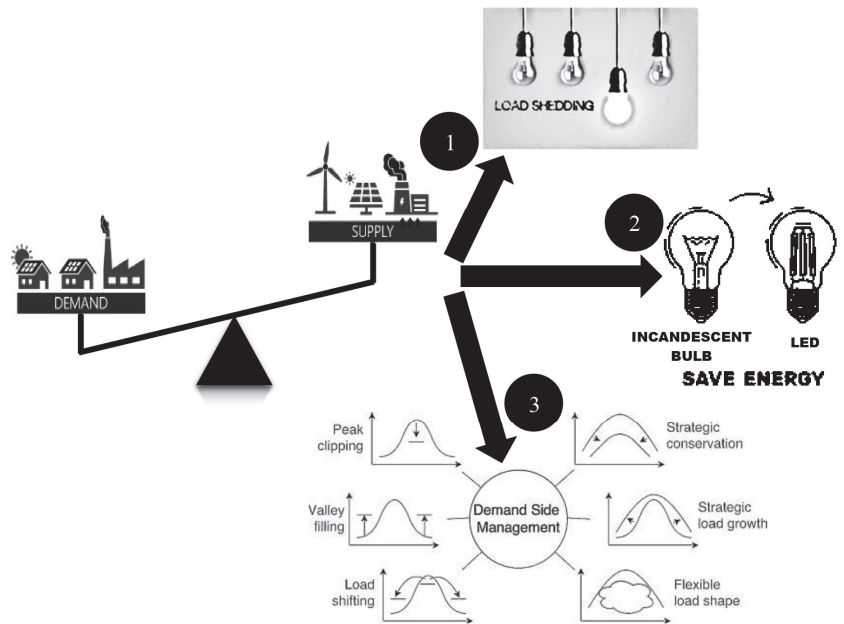 LOAD SHEDDING
1
SUPPLY
2
DEMAND
INCANDESCENT
BULB
LED
SAVE ENERGY
3
Peak
clipping
Strategic
conservation
Valley
filling
Demand Side
Management
Strategic
load growth
Load
shifting
Flexible
load shape